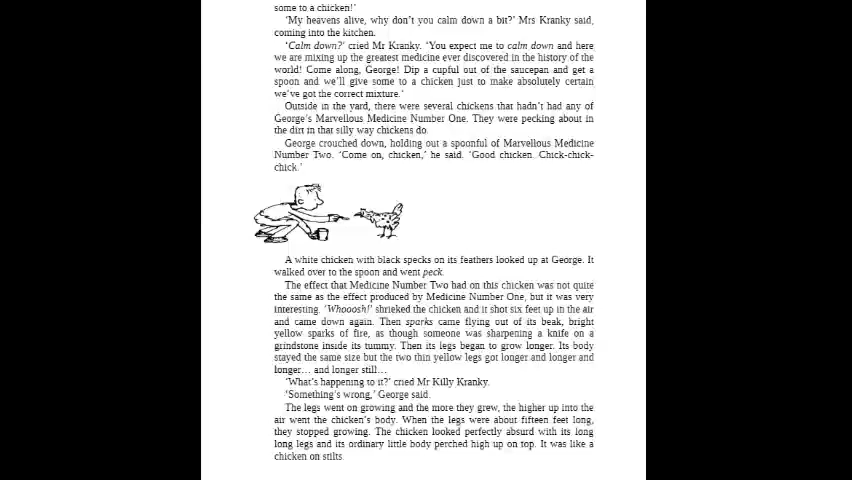 some to a chicken!’
‘My heavens alive, why don’t you calm down a bit?’ Mrs Kranky said,
coming into the kitchen.
‘Calm down?’ cried Mr Kranky. ‘You expect me to calm down and here
we are mixing up the greatest medicine ever discovered in the history of the
world! Come along, George! Dip a cupful out of the saucepan and get a
spoon and we’ll give some to a chicken just to make absolutely certain
we’ve got the correct mixture.’
Outside in the yard, there were several chickens that hadn’t had any of
George’s Marvellous Medicine Number One. They were pecking about in
the dirt in that silly way chickens do.
George crouched down, holding out a spoonful of Marvellous Medicine
Number Two. ‘Come on, chicken,’ he said. ‘Good chicken. Chick-chick-
chick.’
A white chicken with black specks on its feathers looked up at George. It
walked over to the spoon and went peck.
The effect that Medicine Number Two had on this chicken was not quite
the same as the effect produced by Medicine Number One, but it was very
interesting. ‘Whooosh!’ shrieked the chicken and it shot six feet up in the air
and came down again. Then sparks came flying out of its beak, bright
yellow sparks of fire, as though someone was sharpening a knife on a
grindstone inside its tummy. Then its legs began to grow longer. Its body
stayed the same size but the two thin yellow legs got longer and longer and
longer… and longer still…
‘What’s happening to it?’ cried Mr Killy Kranky.
‘Something’s wrong,’ George said.
The legs went on growing and the more they grew, the higher up into the
air went the chicken’s body. When the legs were about fifteen feet long,
they stopped growing. The chicken looked perfectly absurd with its long
long legs and its ordinary little body perched high up on top. It was like a
chicken on stilts.